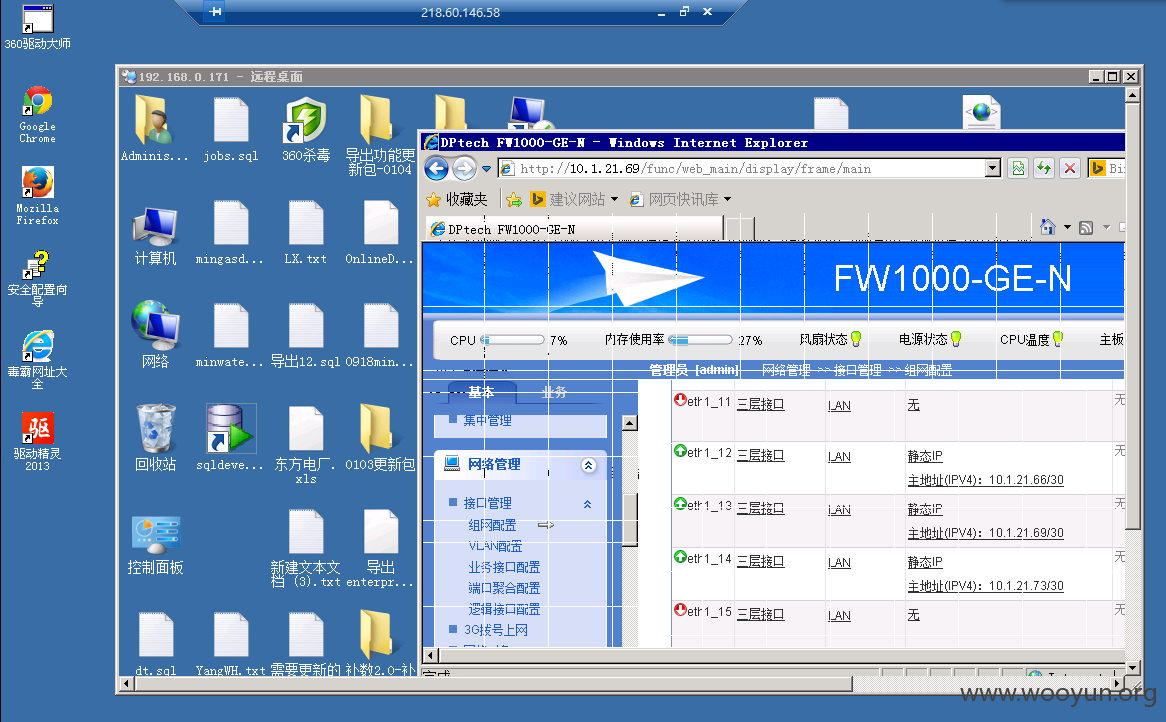 218.60.146.58
360驱动大师
Google
Chrome
Mozilla
Firefox
安全配置向
导
毒霸网址大
全
驱动精灵
2013
192.168.0.171 - 远程桌面
Adminis...
jobs.sql
360杀毒
导出功能更
新包-0104
计算机
mingasd...
LX.txt
OnlineD...
网络
minwate...
导出12.sql
0918min...
回收站
sqldeve...
东方电厂.
xls
0103更新包
控制面板
新建文本文
档 (3).txt
导出
enterpr...
dt.sql
YangWH.txt
需要更新的
补数2.0-补
DPtech FW1000-GE-N - Windows Internet Explorer
http://10.1.21.69/func/web_main/display/frame/main
Bi
收藏夹
建议网站
网页快讯库
DPtech FW1000-GE-N
FW1000-GE-N
CPU 7% 内存使用率 27% 风扇状态 电源状态 CPU温度 主板
管理员 [admin] 网络管理 >> 接口管理 >> 组网配置
基本 业务
集中管理
网络管理
接口管理
组网配置
VLAN配置
业务接口配置
端口聚合配置
逻辑接口配置
3G拨号上网
eth1_11 三层接口 LAN 无 无
eth1_12 三层接口 LAN 静态IP 无
主地址(IPV4): 10.1.21.66/30
eth1_13 三层接口 LAN 静态IP 无
主地址(IPV4): 10.1.21.69/30
eth1_14 三层接口 LAN 静态IP 无
主地址(IPV4): 10.1.21.73/30
eth1_15 三层接口 LAN 无 无
www.wooyun.org